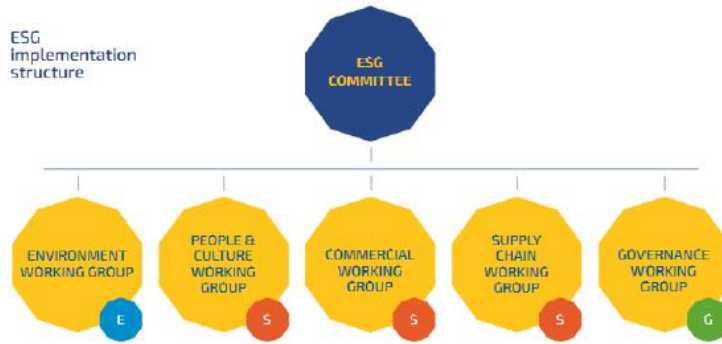 ESG
implementation
structure
ESG
COMMITTEE
ENVIRONMENT
WORKING GROUP
E
PEOPLE &
CULTURE
WORKING
GROUP
S
COMMERCIAL
WORKING
GROUP
S
SUPPLY
CHAIN
WORKING
GROUP
S
GOVERNANCE
WORKING
GROUP
G